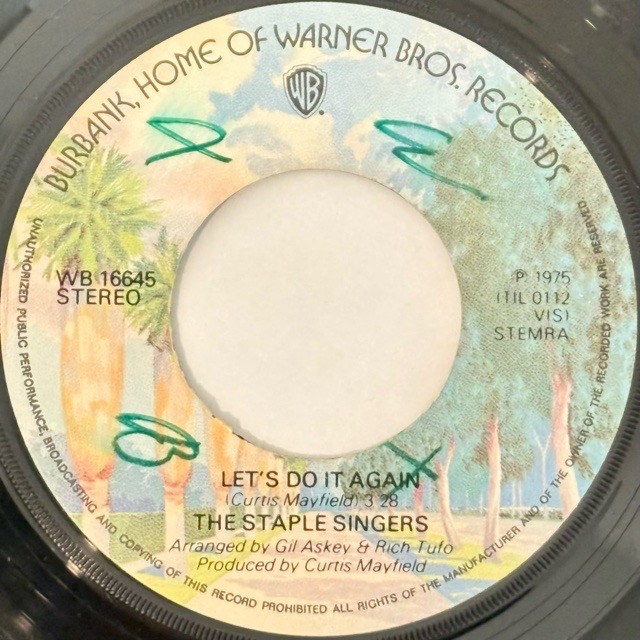 BURBANK, HOME OF WARNER BROS. RECORDS
WB
WB 16645
STEREO
P 1975
(TIL 0112
VIS)
STEMRA
LET'S DO IT AGAIN
(Curtis Mayfield) 3 28
THE STAPLE SINGERS
Arranged by Gil Askey & Rich Tufo
Produced by Curtis Mayfield
UNAUTHORIZED PUBLIC PERFORMANCE, BROADCASTING AND COPYING OF THIS RECORD PROHIBITED ALL RIGHTS OF THE MANUFACTURER AND OF THE OWNER OF THE RECORDED WORK ARE RESERVED